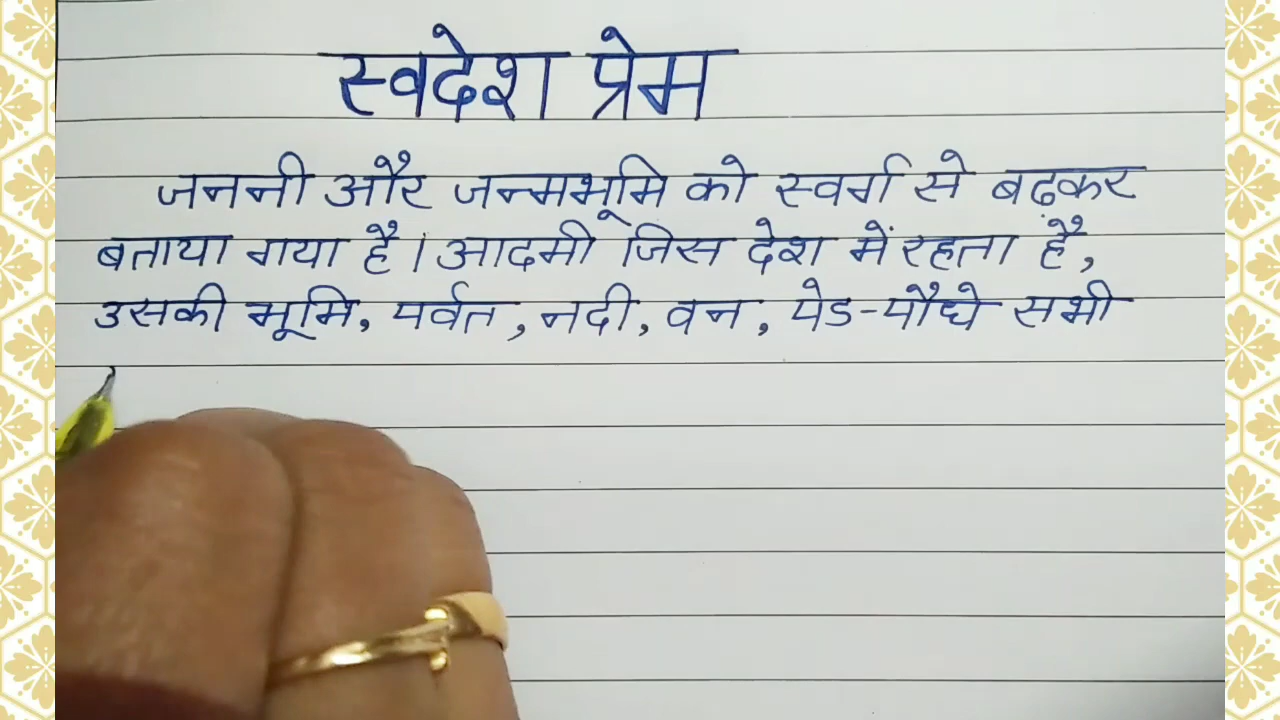 स्वदेश प्रेम
जननी और जन्मभूमि को स्वर्ग से बढ़कर
बताया गया है। आदमी जिस देश में रहता है,
उसकी भूमि, पर्वत, नदी, वन, पेड-पौधे सभी